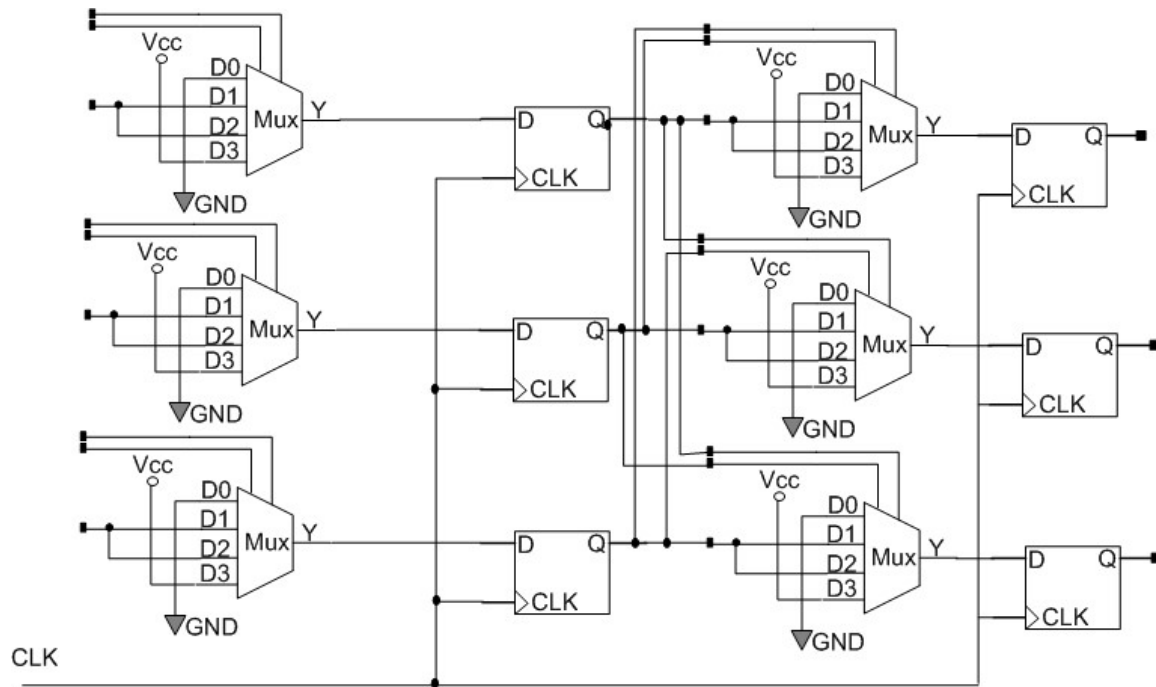 Vcc
D0
D1
D2
D3
Mux
Y
GND
D
Q
CLK
Vcc
D0
D1
D2
D3
Mux
Y
GND
D
Q
CLK
Vcc
D0
D1
D2
D3
Mux
Y
GND
D
Q
CLK
Vcc
D0
D1
D2
D3
Mux
Y
GND
D
Q
CLK
Vcc
D0
D1
D2
D3
Mux
Y
GND
D
Q
CLK
Vcc
D0
D1
D2
D3
Mux
Y
GND
D
Q
CLK
CLK